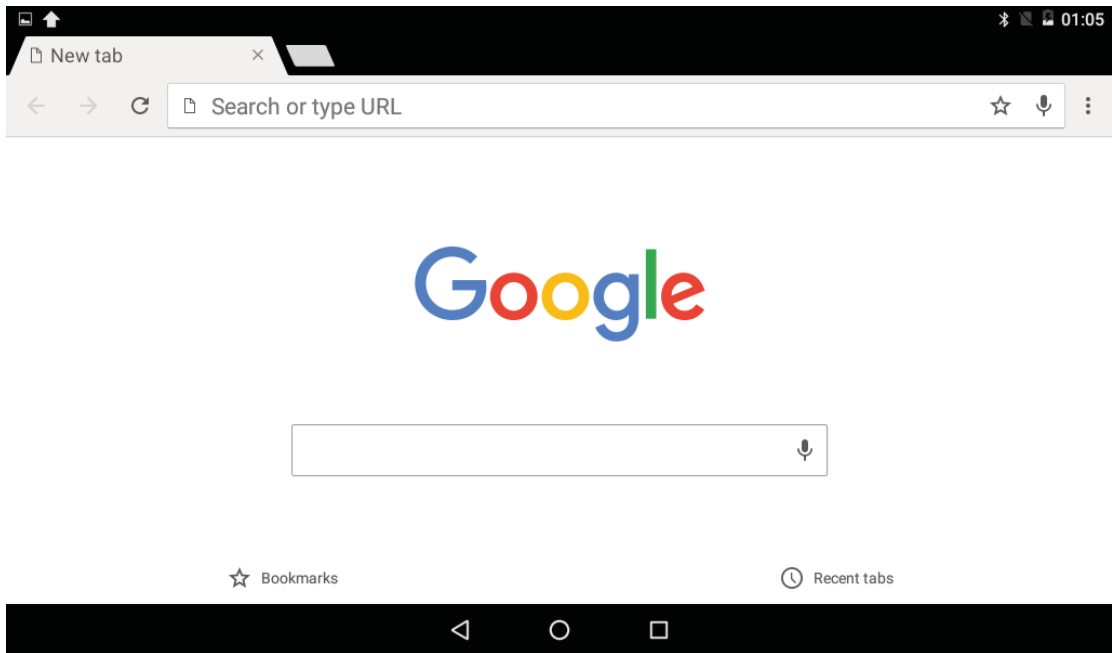 01:05
New tab
Search or type URL
Google
Bookmarks
Recent tabs